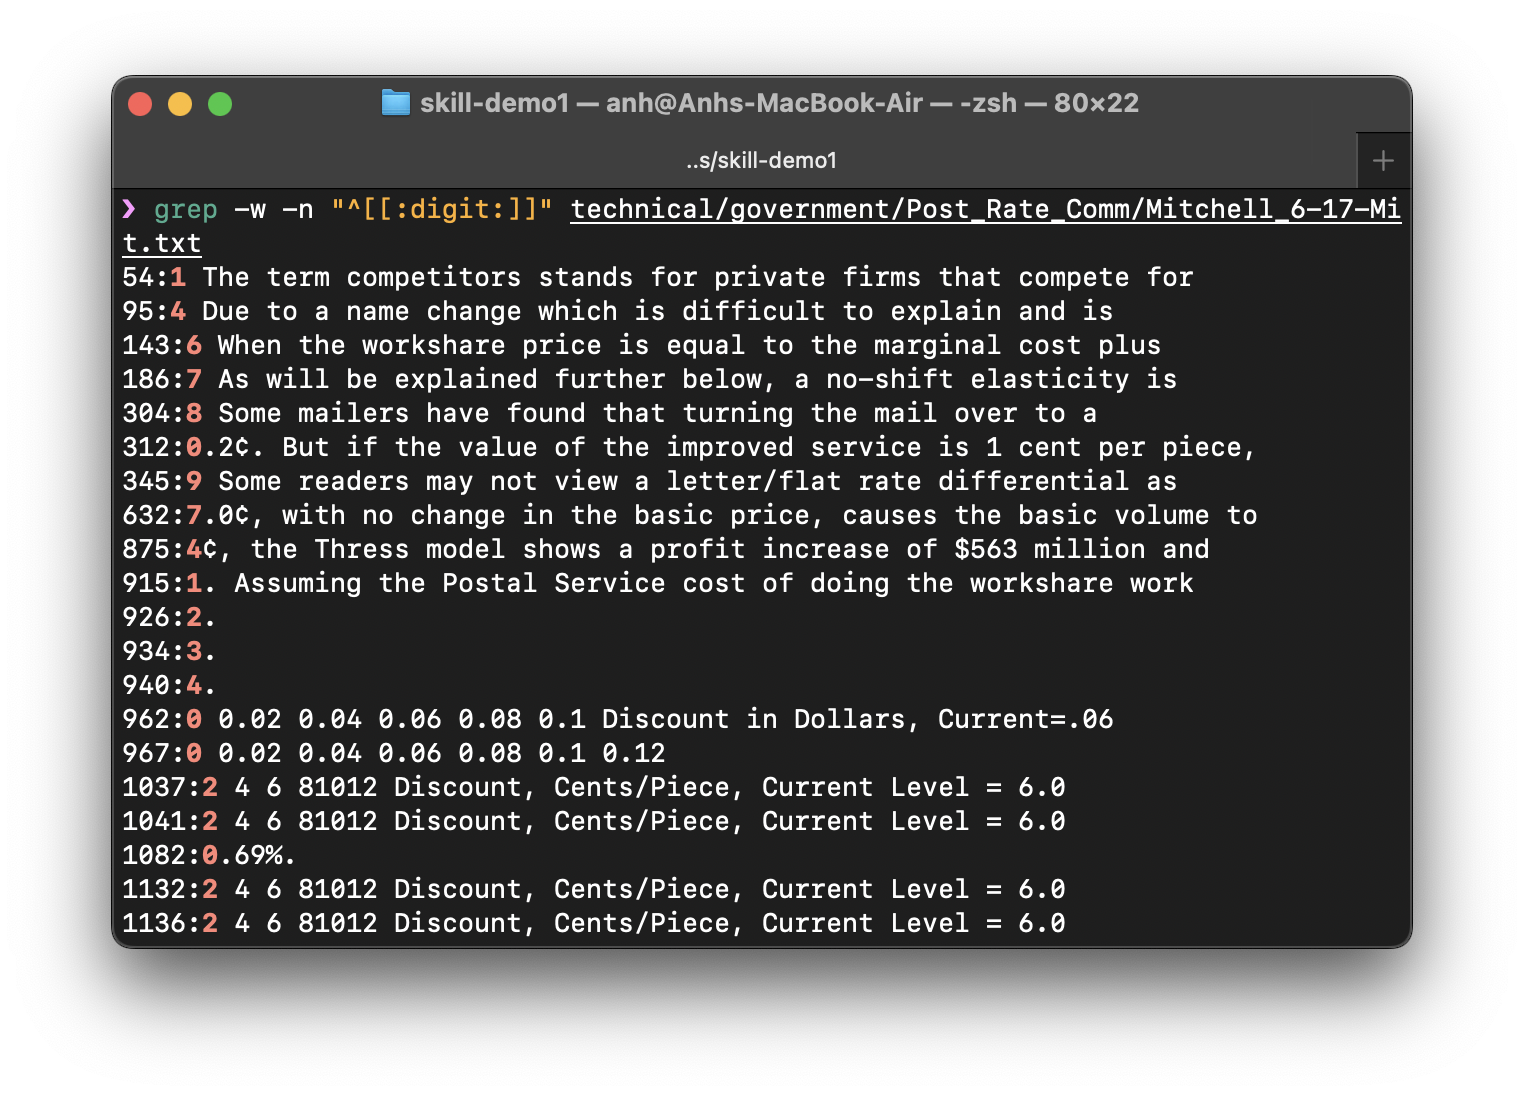 skill-demo1 — anh@Anhs-MacBook-Air — -zsh — 80×22
..s/skill-demo1
❯ grep -w -n "^[[:digit:]]" technical/government/Post_Rate_Comm/Mitchell_6-17-Mi
t.txt
54:1 The term competitors stands for private firms that compete for
95:4 Due to a name change which is difficult to explain and is
143:6 When the workshare price is equal to the marginal cost plus
186:7 As will be explained further below, a no-shift elasticity is
304:8 Some mailers have found that turning the mail over to a
312:0.2¢. But if the value of the improved service is 1 cent per piece,
345:9 Some readers may not view a letter/flat rate differential as
632:7.0¢, with no change in the basic price, causes the basic volume to
875:4¢, the Thress model shows a profit increase of $563 million and
915:1. Assuming the Postal Service cost of doing the workshare work
926:2.
934:3.
940:4.
962:0 0.02 0.04 0.06 0.08 0.1 Discount in Dollars, Current=.06
967:0 0.02 0.04 0.06 0.08 0.1 0.12
1037:2 4 6 81012 Discount, Cents/Piece, Current Level = 6.0
1041:2 4 6 81012 Discount, Cents/Piece, Current Level = 6.0
1082:0.69%.
1132:2 4 6 81012 Discount, Cents/Piece, Current Level = 6.0
1136:2 4 6 81012 Discount, Cents/Piece, Current Level = 6.0